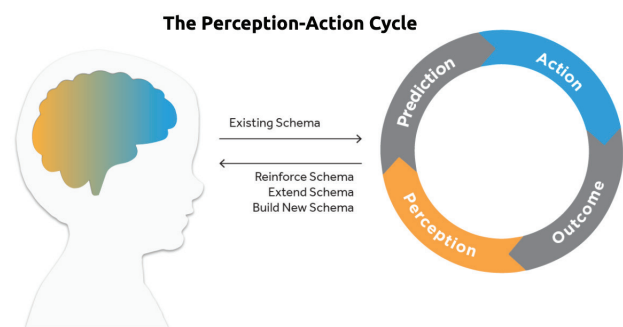 The Perception-Action Cycle
Existing Schema
Reinforce Schema
Extend Schema
Build New Schema
Prediction
Action
Outcome
Perception